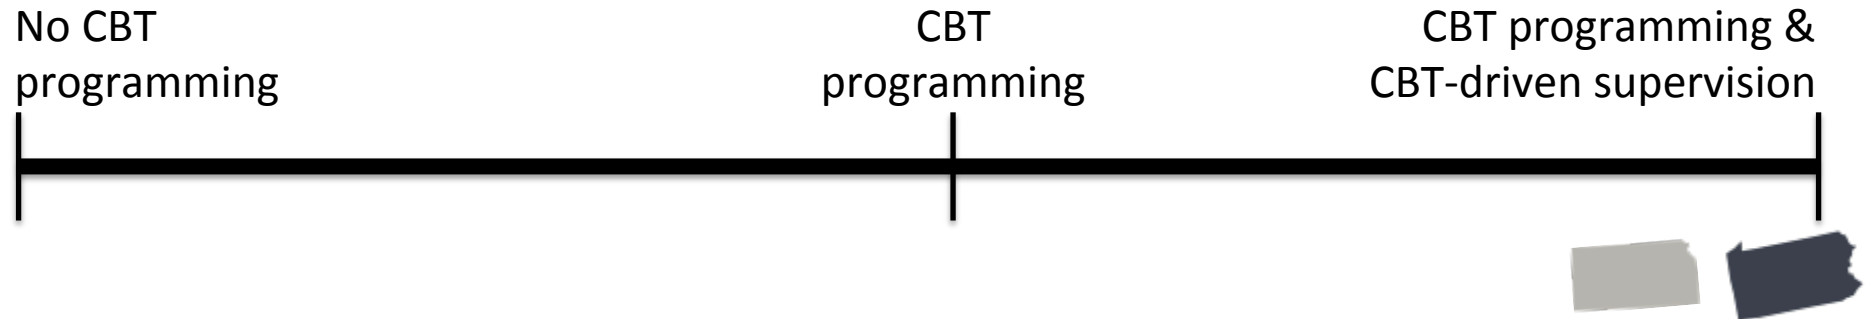 No CBT
programming
CBT
programming
CBT programming &
CBT-driven supervision